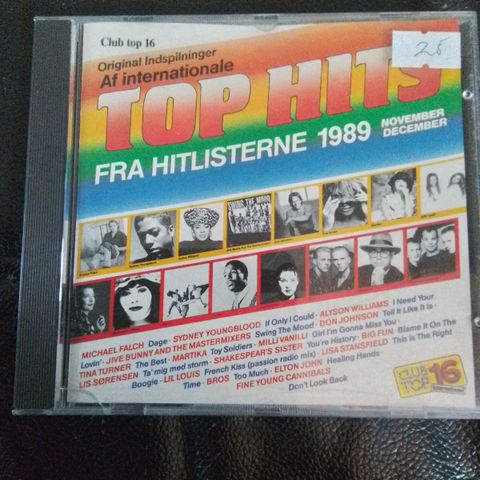 Club top 16
25
Original Indspilninger
Af internationale
TOP HITS
FRA HITLISTERNE 1989 NOVEMBER
DECEMBER
SWING THE MOOD
MICHAEL FALCH Dage · SYDNEY YOUNGBLOOD If Only I Could · ALYSON WILLIAMS I Need Your
Lovin' · JIVE BUNNY AND THE MASTERMIXERS Swing The Mood · DON JOHNSON Tell It Like It Is ·
TINA TURNER The Best · MARTIKA Toy Soldiers · MILLI VANILLI Girl I'm Gonna Miss You ·
LIS SØRENSEN Ta' mig med storm · SHAKESPEAR'S SISTER You're History · BIG FUN Blame It On The
Boogie · LIL LOUIS French Kiss (passion radio mix) · LISA STANSFIELD This Is The Right
Time · BROS Too Much · ELTON JOHN Healing Hands
FINE YOUNG CANNIBALS Don't Look Back
CLUB
TOP 16